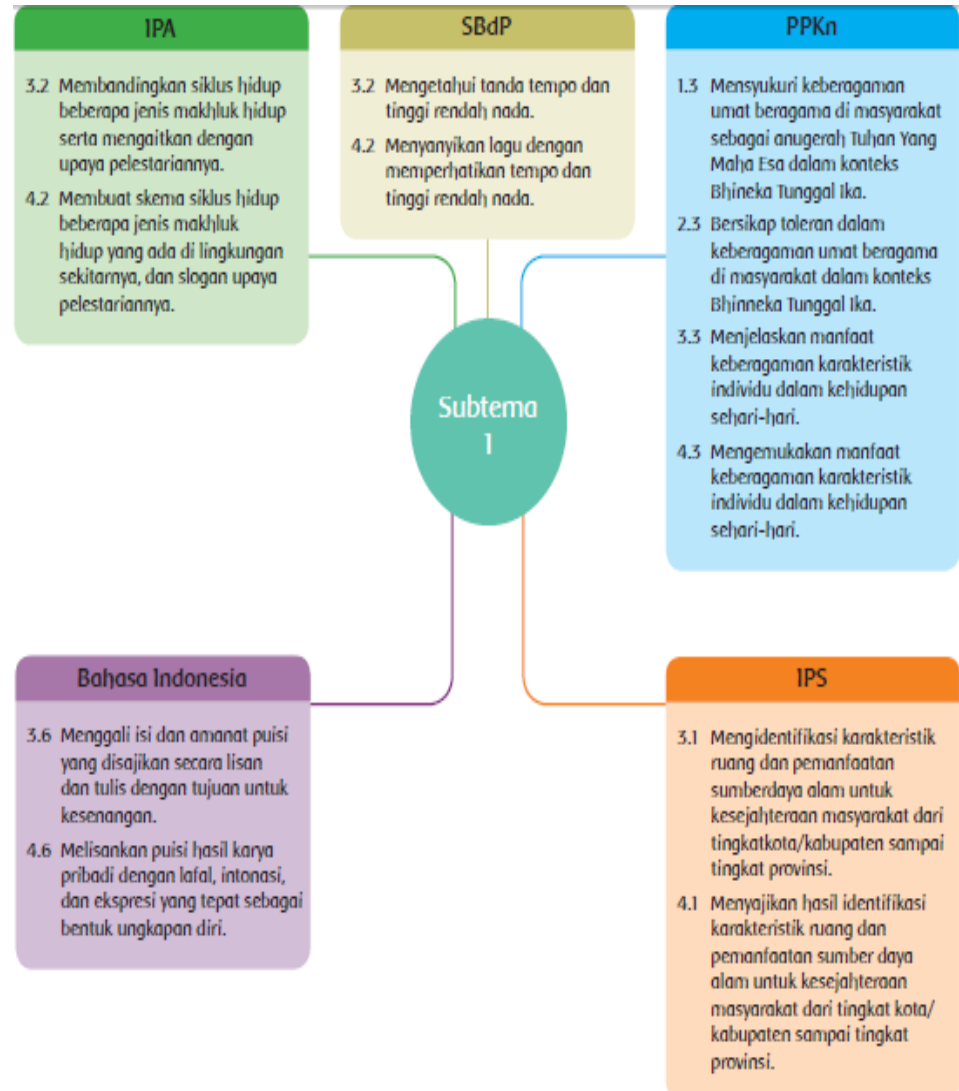 IPA
3.2 Membandingkan siklus hidup
beberapa jenis makhluk hidup
serta mengaitkan dengan
upaya pelestariannya.
4.2 Membuat skema siklus hidup
beberapa jenis makhluk
hidup yang ada di lingkungan
sekitarnya, dan slogan upaya
pelestariannya.
SBdP
3.2 Mengetahui tanda tempo dan
tinggi rendah nada.
4.2 Menyanyikan lagu dengan
memperhatikan tempo dan
tinggi rendah nada.
PPKn
1.3 Mensyukuri keberagaman
umat beragama di masyarakat
sebagai anugerah Tuhan Yang
Maha Esa dalam konteks
Bhineka Tunggal Ika.
2.3 Bersikap toleran dalam
keberagaman umat beragama
di masyarakat dalam konteks
Bhinneka Tunggal Ika.
3.3 Menjelaskan manfaat
keberagaman karakteristik
individu dalam kehidupan
sehari-hari.
4.3 Mengemukakan manfaat
keberagaman karakteristik
individu dalam kehidupan
sehari-hari.
Subtema
1
Bahasa Indonesia
3.6 Menggali isi dan amanat puisi
yang disajikan secara lisan
dan tulis dengan tujuan untuk
kesenangan.
4.6 Melisankan puisi hasil karya
pribadi dengan lafal, intonasi,
dan ekspresi yang tepat sebagai
bentuk ungkapan diri.
IPS
3.1 Mengidentifikasi karakteristik
ruang dan pemanfaatan
sumberdaya alam untuk
kesejahteraan masyarakat dari
tingkatkota/kabupaten sampai
tingkat provinsi.
4.1 Menyajikan hasil identifikasi
karakteristik ruang dan
pemanfaatan sumber daya
alam untuk kesejahteraan
masyarakat dari tingkat kota/
kabupaten sampai tingkat
provinsi.